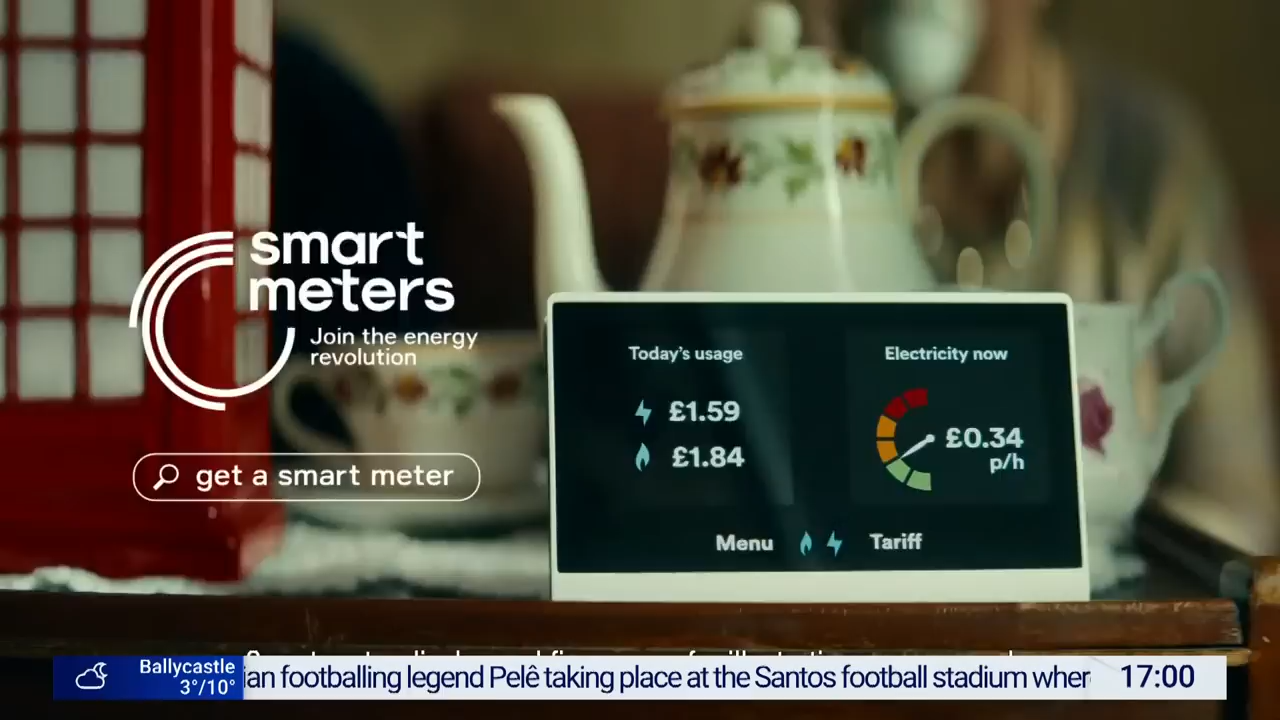 smart
meters
Join the energy
revolution
get a smart meter
Today's usage
£1.59
£1.84
Electricity now
£0.34
p/h
Menu
Tariff
Ballycastle
3°/10°
ian footballing legend Pelê taking place at the Santos football stadium wher
17:00